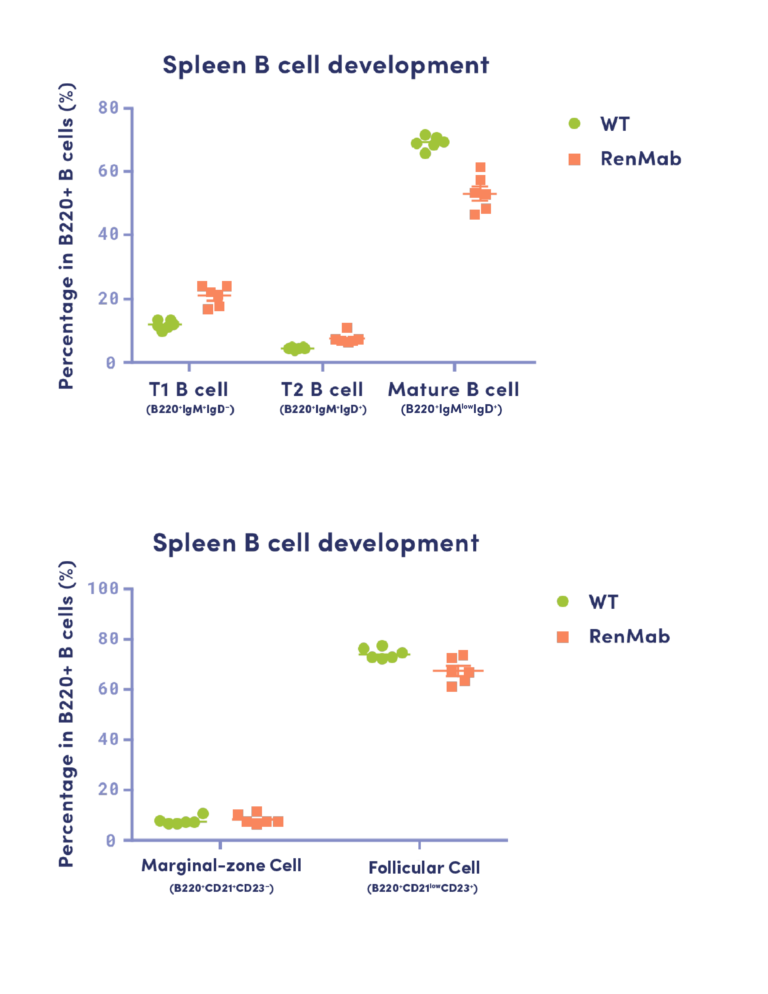 Spleen B cell development
Percentage in B220+ B cells (%)
80
60
40
20
0
WT
RenMab
T1 B cell
(B220⁺IgM⁺IgD⁻)
T2 B cell
(B220⁺IgM⁺IgD⁺)
Mature B cell
(B220⁺IgMˡᵒʷIgD⁺)
Spleen B cell development
Percentage in B220+ B cells (%)
100
80
60
40
20
0
WT
RenMab
Marginal-zone Cell
(B220⁺CD21⁺CD23⁻)
Follicular Cell
(B220⁺CD21ˡᵒʷCD23⁺)